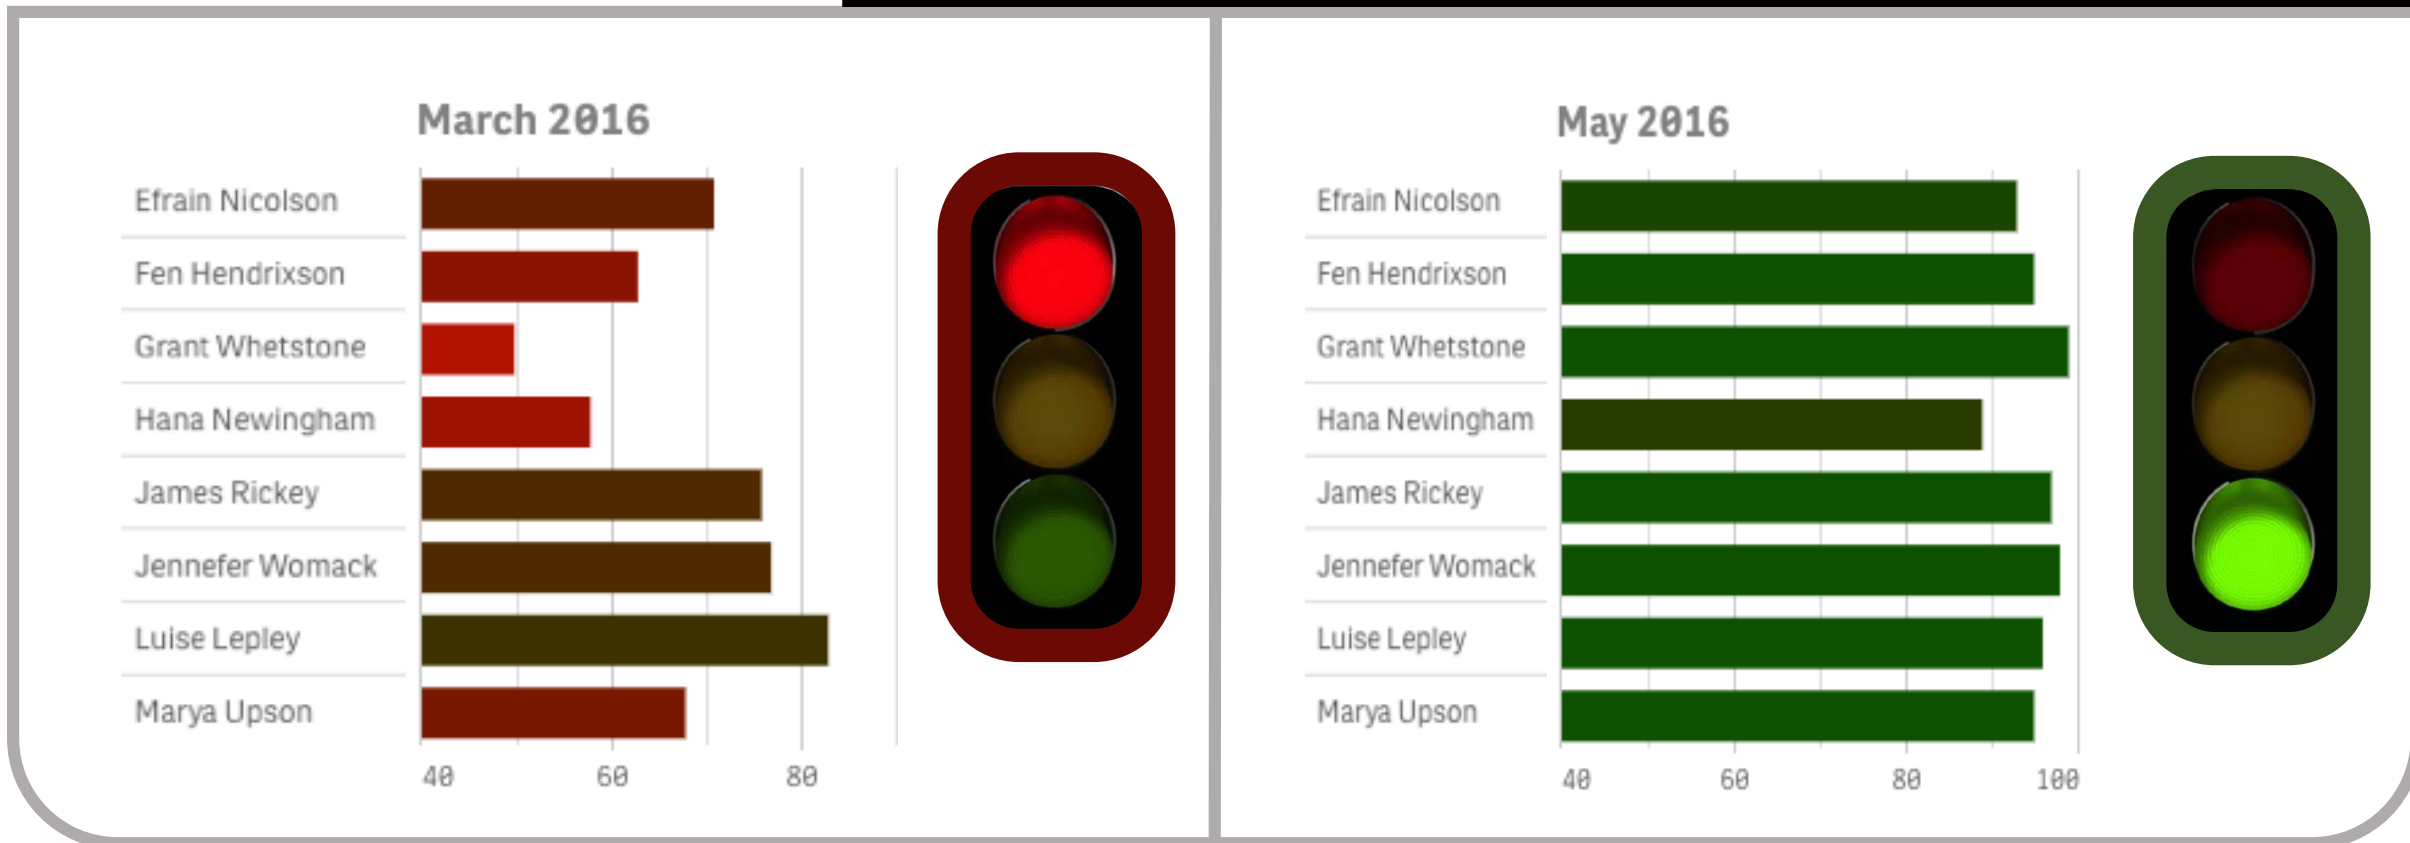 March 2016
Efrain Nicolson
Fen Hendrixson
Grant Whetstone
Hana Newingham
James Rickey
Jennefer Womack
Luise Lepley
Marya Upson
40 60 80
May 2016
Efrain Nicolson
Fen Hendrixson
Grant Whetstone
Hana Newingham
James Rickey
Jennefer Womack
Luise Lepley
Marya Upson
40 60 80 100